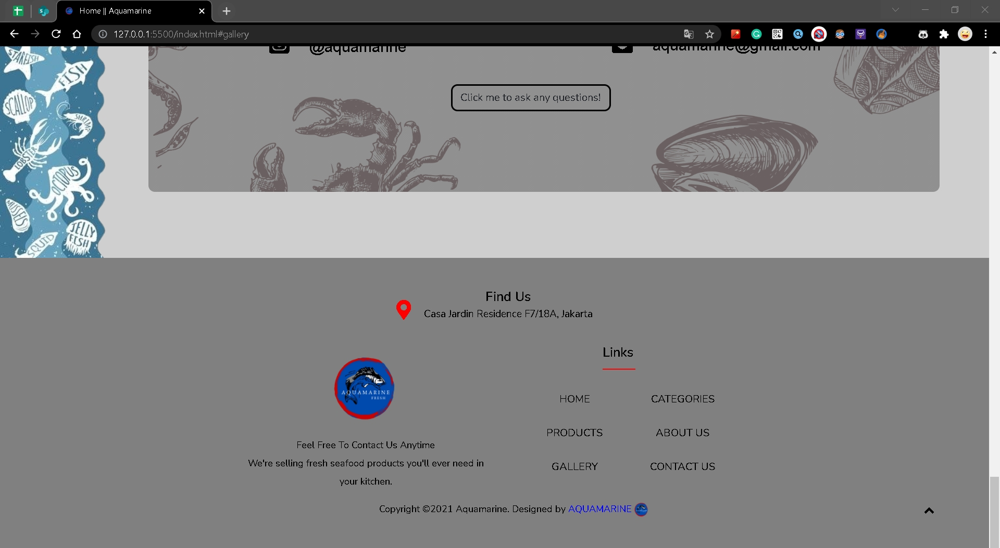 Home || Aquamarine
127.0.0.1:5500/index.html#gallery
@aquamarine
aquamarine@gmail.com
Click me to ask any questions!
STARFISH
FISH
SCALLOP
SHRIMP
LOBSTER
OCTOPUS
MUSSELS
JELLY
FISH
SQUID
Find Us
Casa Jardin Residence F7/18A, Jakarta
AQUAMARINE
FRESH
Feel Free To Contact Us Anytime
We're selling fresh seafood products you'll ever need in
your kitchen.
Links
HOME CATEGORIES
PRODUCTS ABOUT US
GALLERY CONTACT US
Copyright ©2021 Aquamarine. Designed by AQUAMARINE